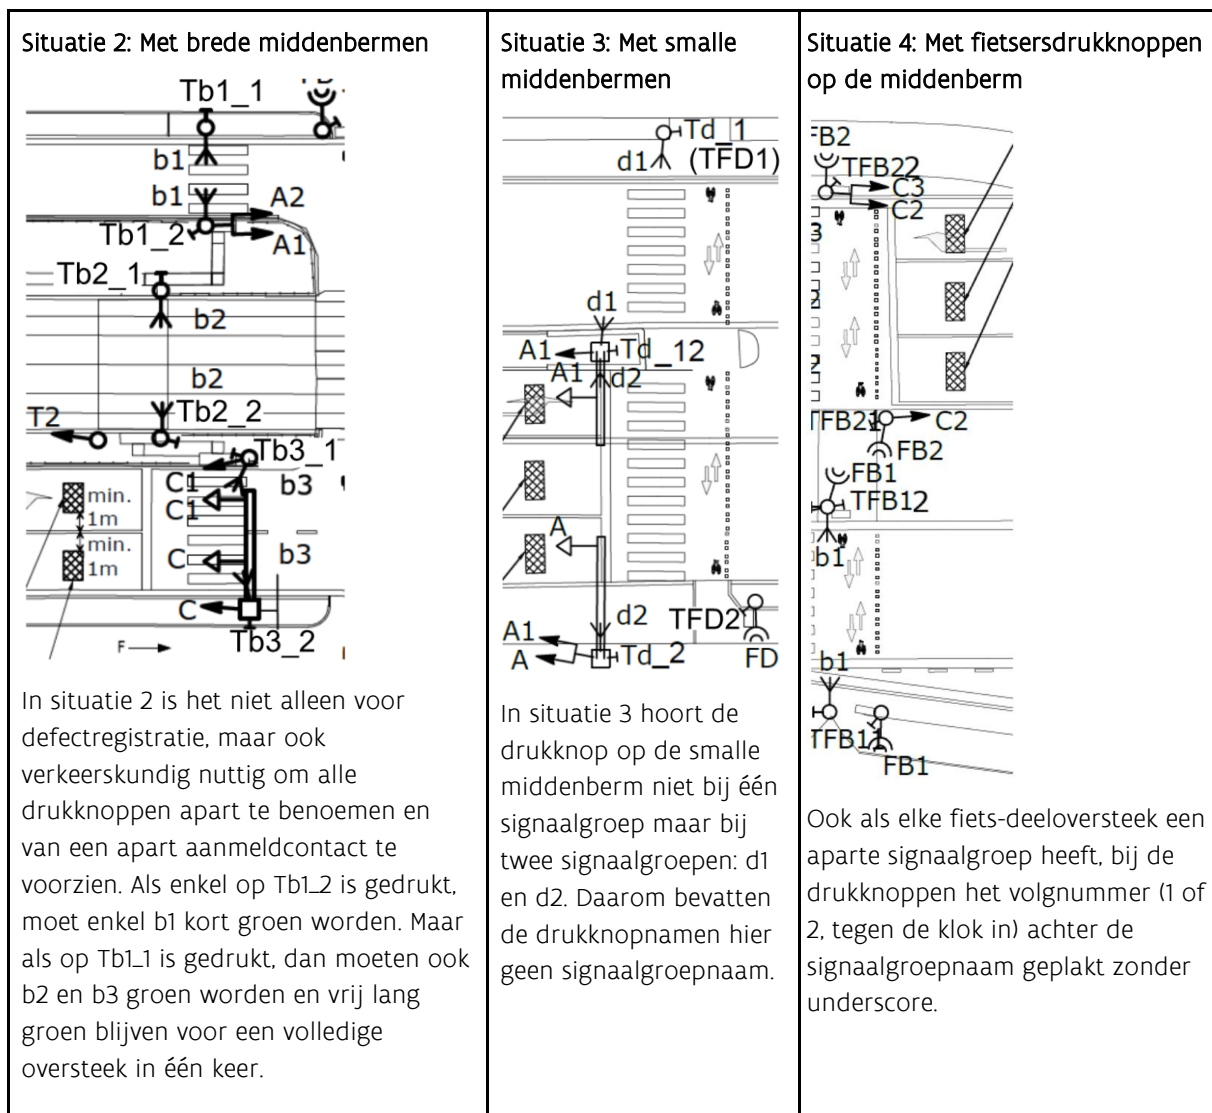 Situatie 2: Met brede middenbermen
Tb1_1
b1
b1
A2
Tb1_2
A1
Tb2_1
b2
b2
T2
Tb2_2
Tb3_1
C1
b3
C1
min.
1m
min.
1m
C
b3
C
Tb3_2
F
In situatie 2 is het niet alleen voor
defectregistratie, maar ook
verkeerskundig nuttig om alle
drukknoppen apart te benoemen en
van een apart aanmeldcontact te
voorzien. Als enkel op Tb1_2 is gedrukt,
moet enkel b1 kort groen worden. Maar
als op Tb1_1 is gedrukt, dan moeten ook
b2 en b3 groen worden en vrij lang
groen blijven voor een volledige
oversteek in één keer.
Situatie 3: Met smalle
middenbermen
Td_1
d1 (TFD1)
d1
A1 Td_12
A1 d2
A
d2
TFD2
A1
A Td_2 FD
In situatie 3 hoort de
drukknop op de smalle
middenberm niet bij één
signaalgroep maar bij
twee signaalgroepen: d1
en d2. Daarom bevatten
de drukknopnamen hier
geen signaalgroepnaam.
Situatie 4: Met fietsersdrukknoppen
op de middenberm
FB2
TFB22
C3
C2
TFB21 C2
FB2
FB1
TFB12
b1
b1
TFB11
FB1
Ook als elke fiets-deeloversteek een
aparte signaalgroep heeft, bij de
drukknoppen het volgnummer (1 of
2, tegen de klok in) achter de
signaalgroepnaam geplakt zonder
underscore.